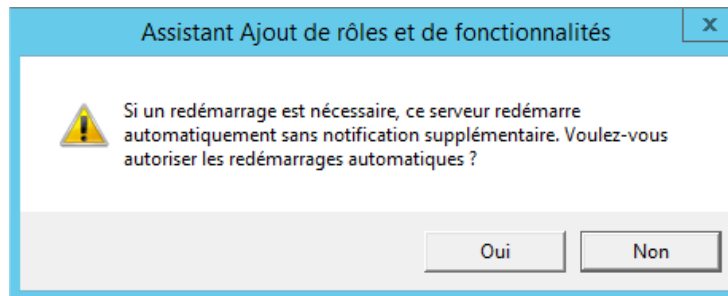 Assistant Ajout de rôles et de fonctionnalités
x
Si un redémarrage est nécessaire, ce serveur redémarre
automatiquement sans notification supplémentaire. Voulez-vous
autoriser les redémarrages automatiques ?
Oui Non